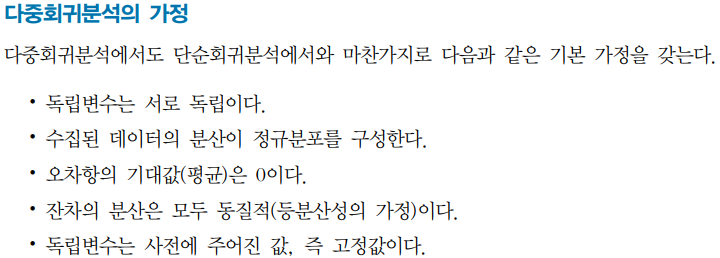 다중회귀분석의 가정
다중회귀분석에서도 단순회귀분석에서와 마찬가지로 다음과 같은 기본 가정을 갖는다.
• 독립변수는 서로 독립이다.
• 수집된 데이터의 분산이 정규분포를 구성한다.
• 오차항의 기대값(평균)은 0이다.
• 잔차의 분산은 모두 동질적(등분산성의 가정)이다.
• 독립변수는 사전에 주어진 값, 즉 고정값이다.